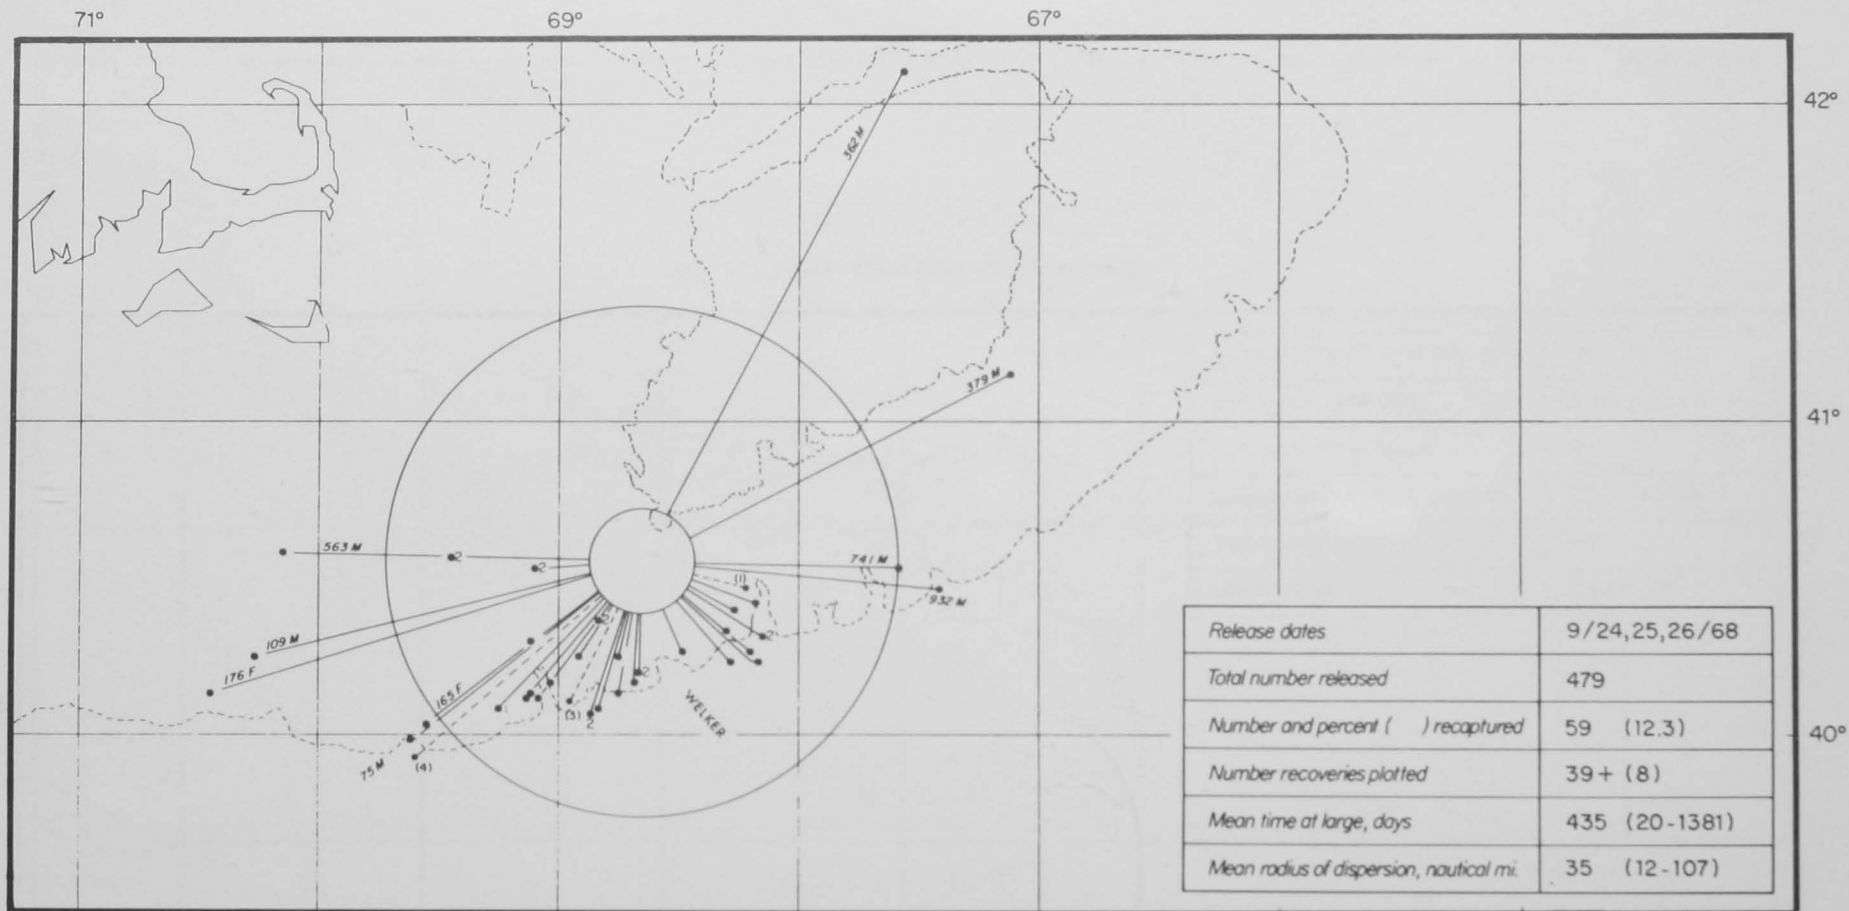 71° 69° 67°
42°
362 M
379 M
41°
563 M
2
2
741 M
(1)
932 M
109 M
176 F
5
2
2
165 F
(3)
2
WELKER
40°
75 M
(4)
Release dates 9/24,25,26/68
Total number released 479
Number and percent ( ) recaptured 59 (12.3)
Number recoveries plotted 39+ (8)
Mean time at large, days 435 (20-1381)
Mean radius of dispersion, nautical mi. 35 (12-107)